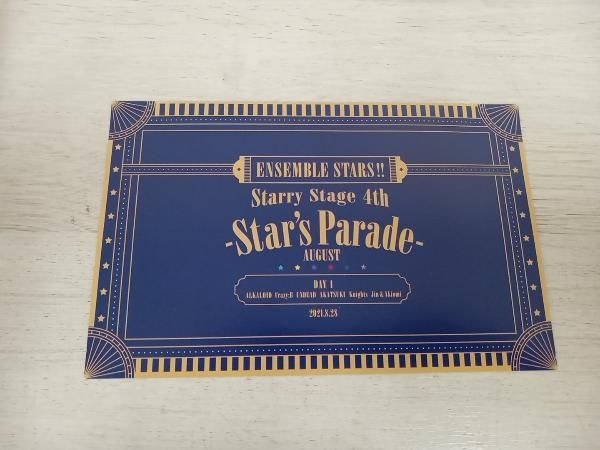 ENSEMBLE STARS!!
Starry Stage 4th
-Star's Parade-
AUGUST
DAY 1
ALKALOID Crazy:B UNDEAD AKATSUKI Knights Jin&Akiomi
2021.8.28